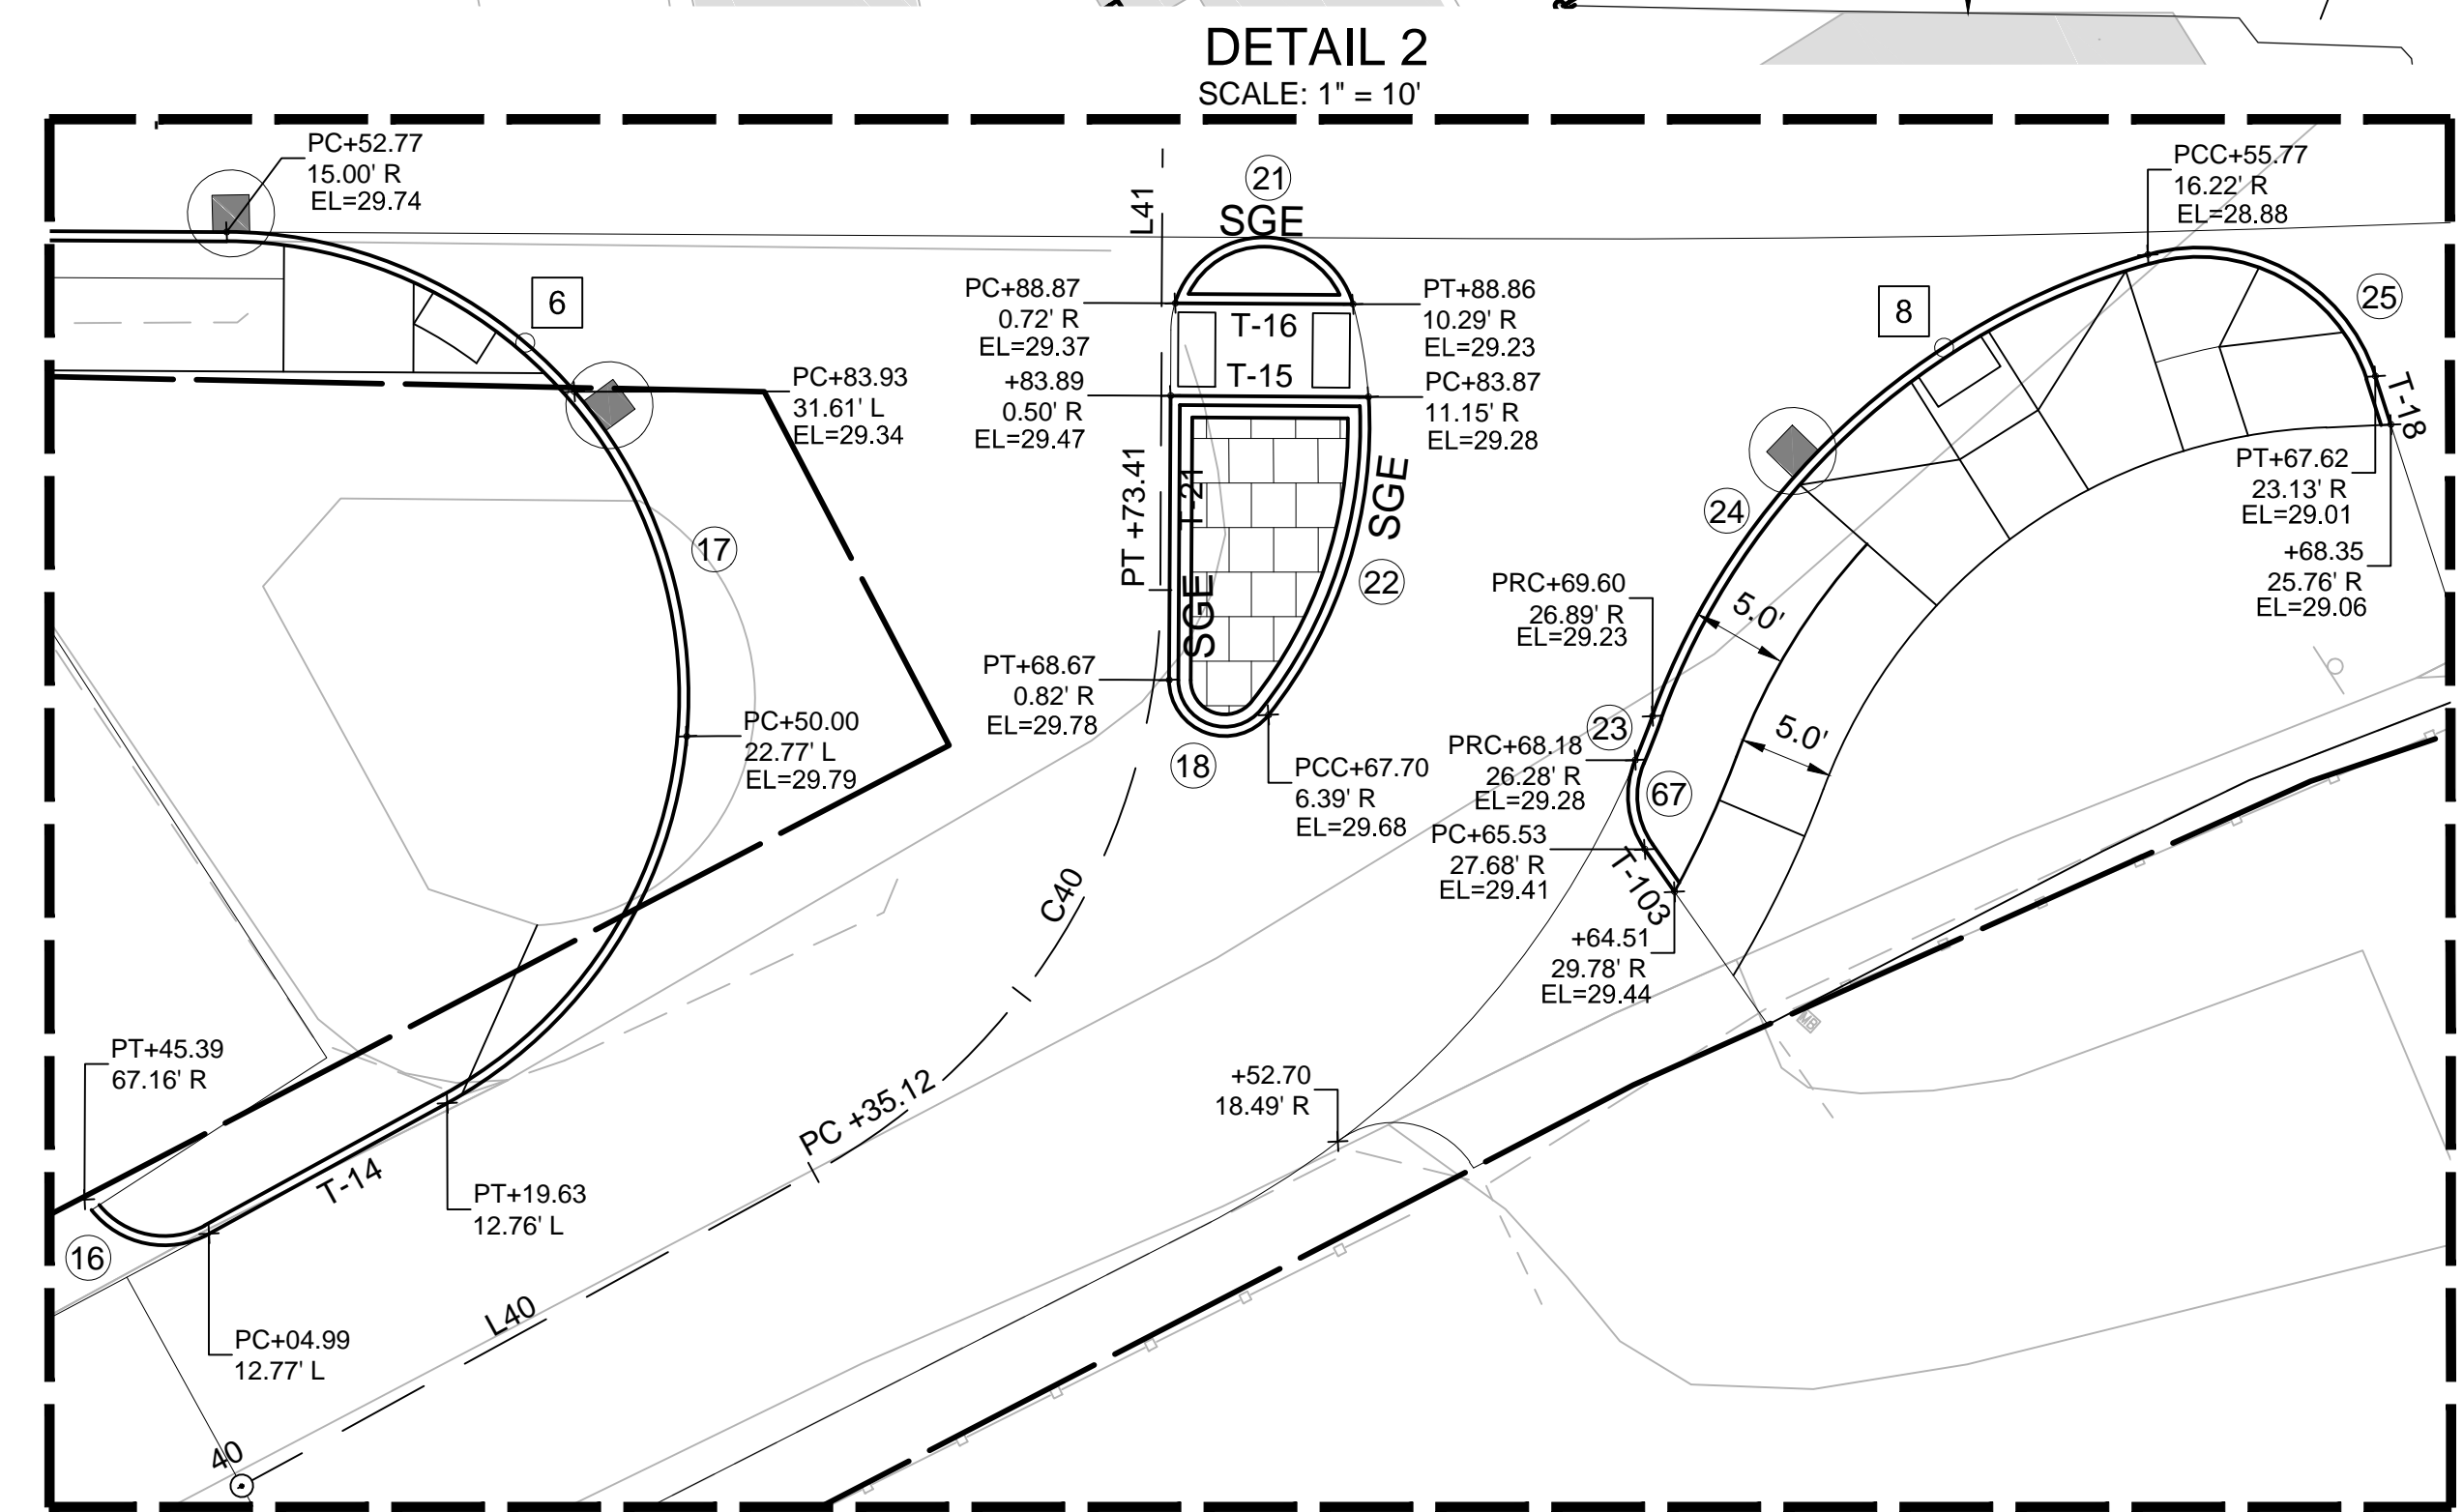 DETAIL 2
SCALE: 1" = 10'
PC+52.77
15.00' R
EL=29.74
6
PC+83.93
31.61' L
EL=29.34
17
PC+50.00
22.77' L
EL=29.79
PT+45.39
67.16' R
16
T-14
PT+19.63
12.76' L
PC+04.99
12.77' L
40
L40
PC +35.12
C40
L41
21
SGE
PC+88.87
0.72' R
EL=29.37
PT+88.86
10.29' R
EL=29.23
T-16
T-15
+83.89
0.50' R
EL=29.47
PC+83.87
11.15' R
EL=29.28
PT +73.41
T-21
SGE
SGE
22
PT+68.67
0.82' R
EL=29.78
18
PCC+67.70
6.39' R
EL=29.68
PCC+55.77
16.22' R
EL=28.88
8
25
T-18
24
PT+67.62
23.13' R
EL=29.01
+68.35
25.76' R
EL=29.06
PRC+69.60
26.89' R
EL=29.23
5.0'
5.0'
23
PRC+68.18
26.28' R
EL=29.28
67
PC+65.53
27.68' R
EL=29.41
T-103
+64.51
29.78' R
EL=29.44
MB
+52.70
18.49' R